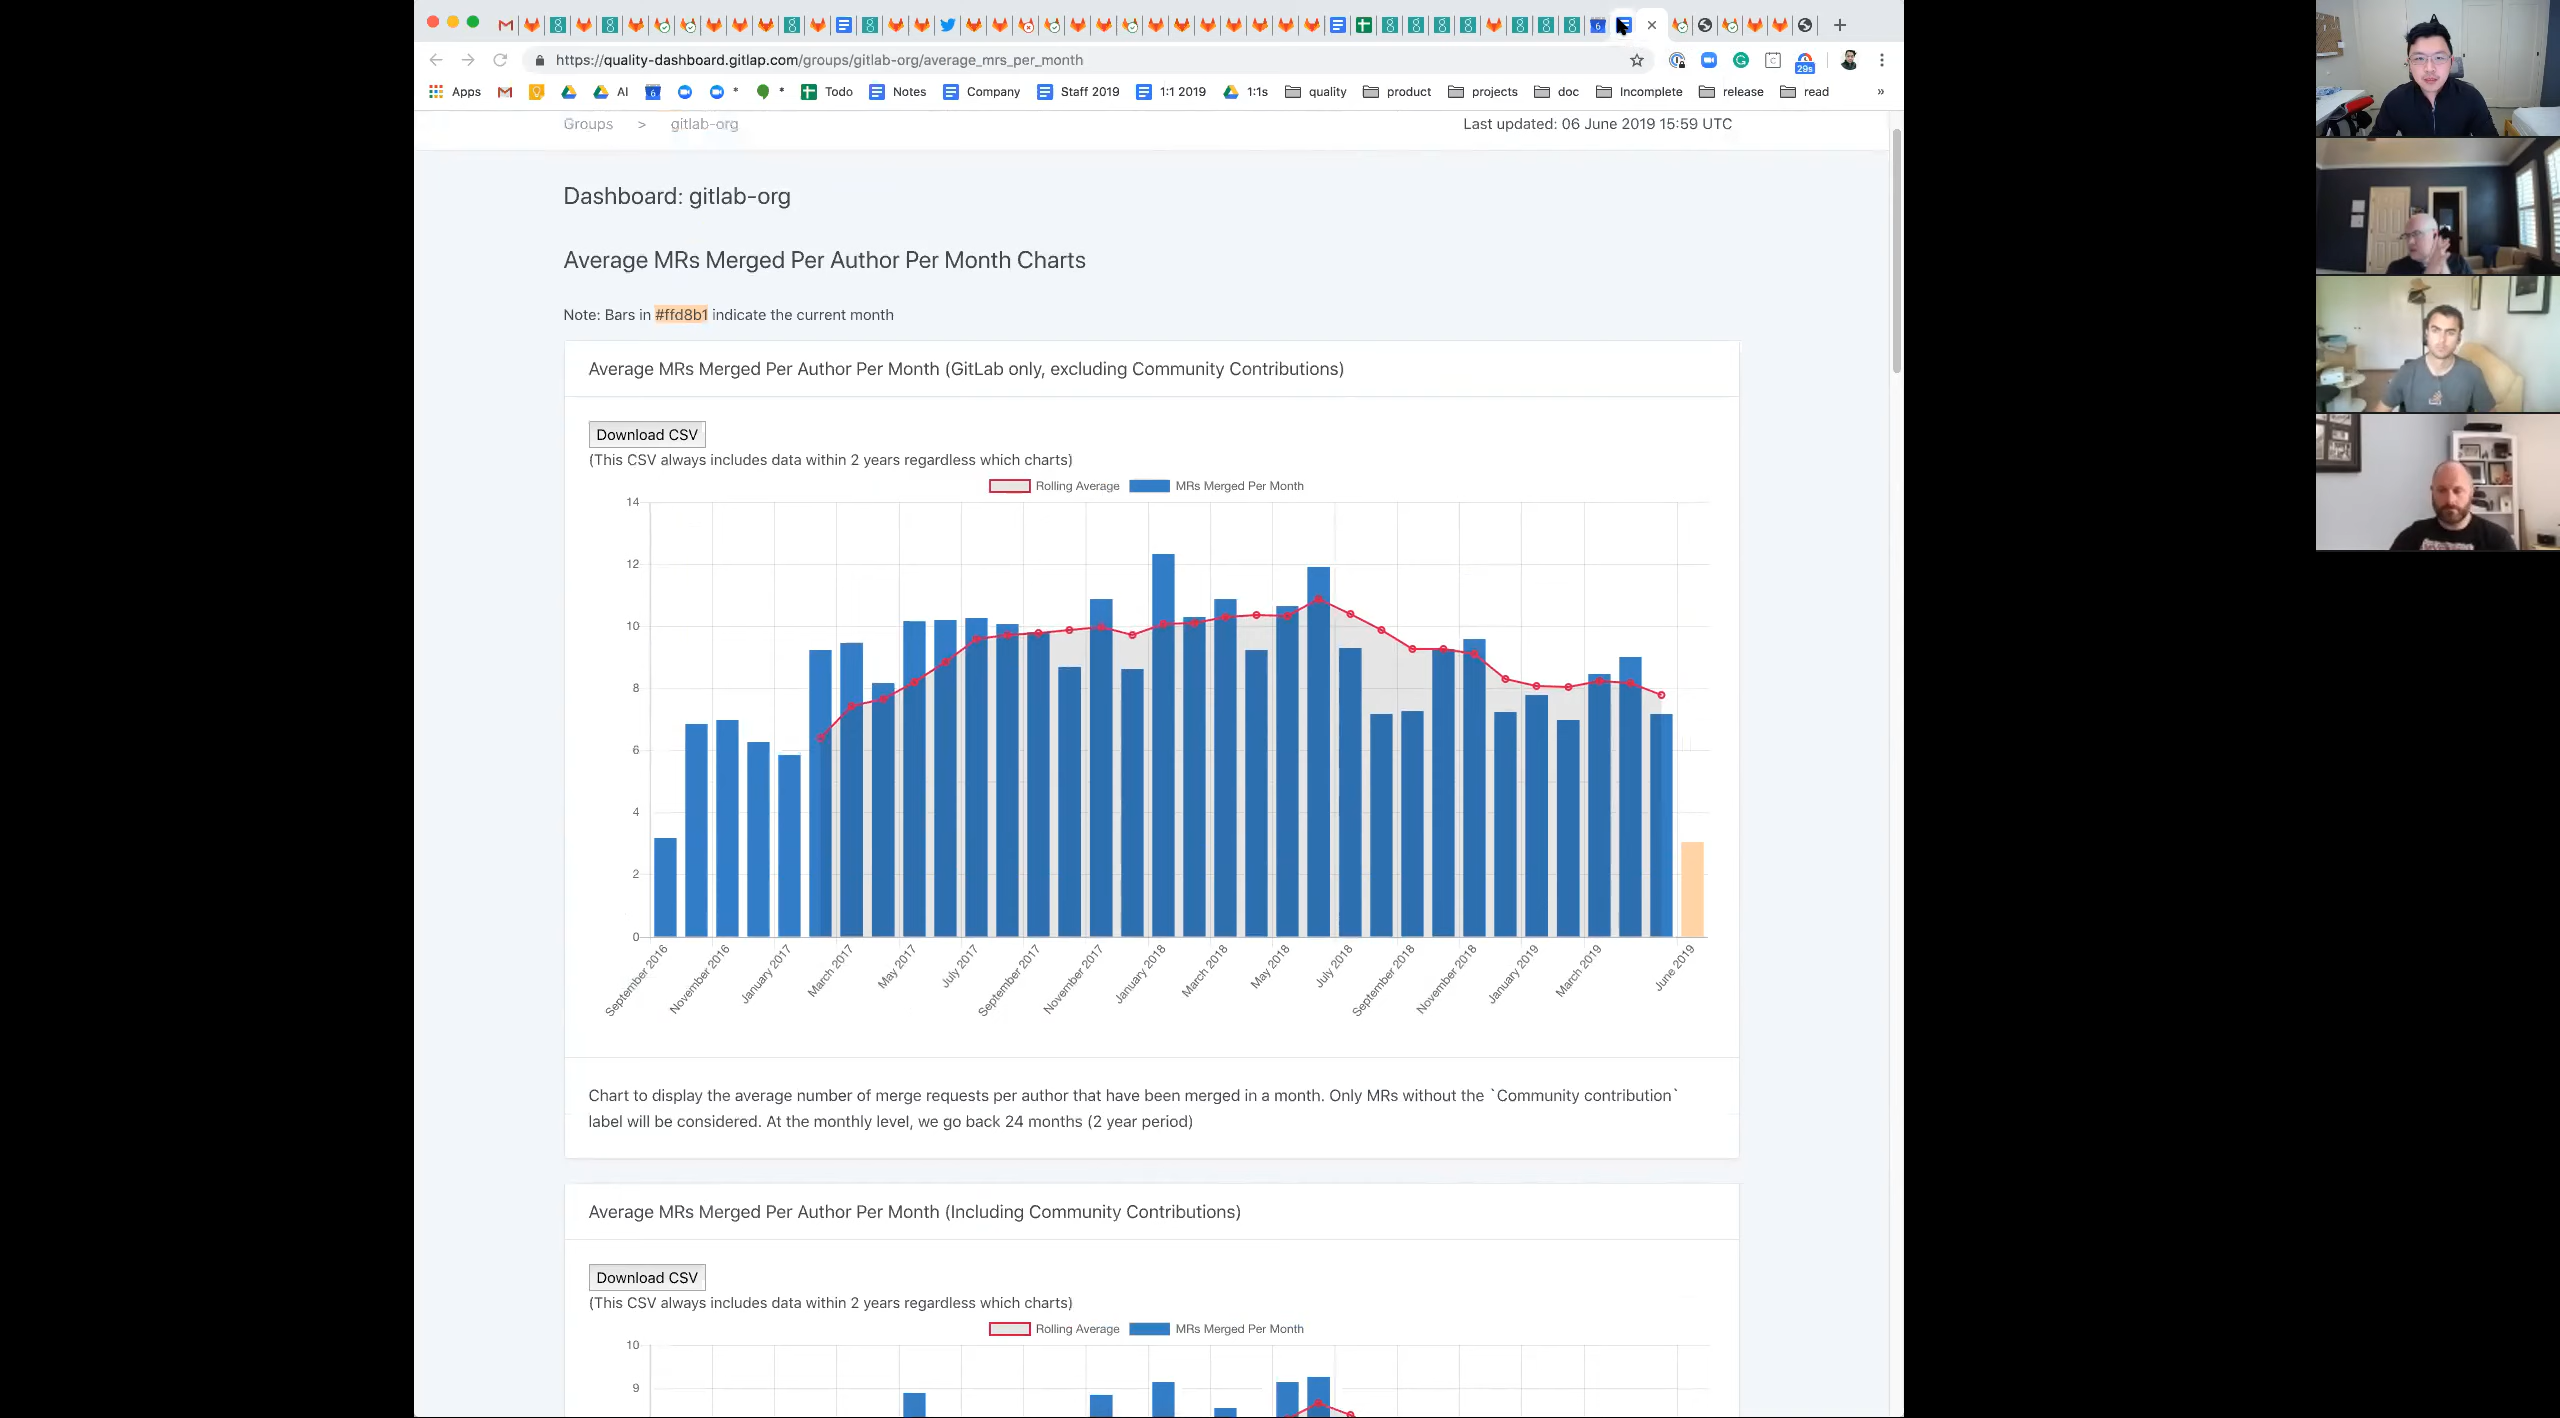 https://quality-dashboard.gitlap.com/groups/gitlab-org/average_mrs_per_month
29s
Apps
AI
*
*
Todo
Notes
Company
Staff 2019
1:1 2019
1:1s
quality
product
projects
doc
Incomplete
release
read
»
Groups > gitlab-org
Last updated: 06 June 2019 15:59 UTC
Dashboard: gitlab-org
Average MRs Merged Per Author Per Month Charts
Note: Bars in #ffd8b1 indicate the current month
Average MRs Merged Per Author Per Month (GitLab only, excluding Community Contributions)
Download CSV
(This CSV always includes data within 2 years regardless which charts)
Rolling Average
MRs Merged Per Month
14
12
10
8
6
4
2
0
September 2016
November 2016
January 2017
March 2017
May 2017
July 2017
September 2017
November 2017
January 2018
March 2018
May 2018
July 2018
September 2018
November 2018
January 2019
March 2019
June 2019
Chart to display the average number of merge requests per author that have been merged in a month. Only MRs without the `Community contribution`
label will be considered. At the monthly level, we go back 24 months (2 year period)
Average MRs Merged Per Author Per Month (Including Community Contributions)
Download CSV
(This CSV always includes data within 2 years regardless which charts)
Rolling Average
MRs Merged Per Month
10
9